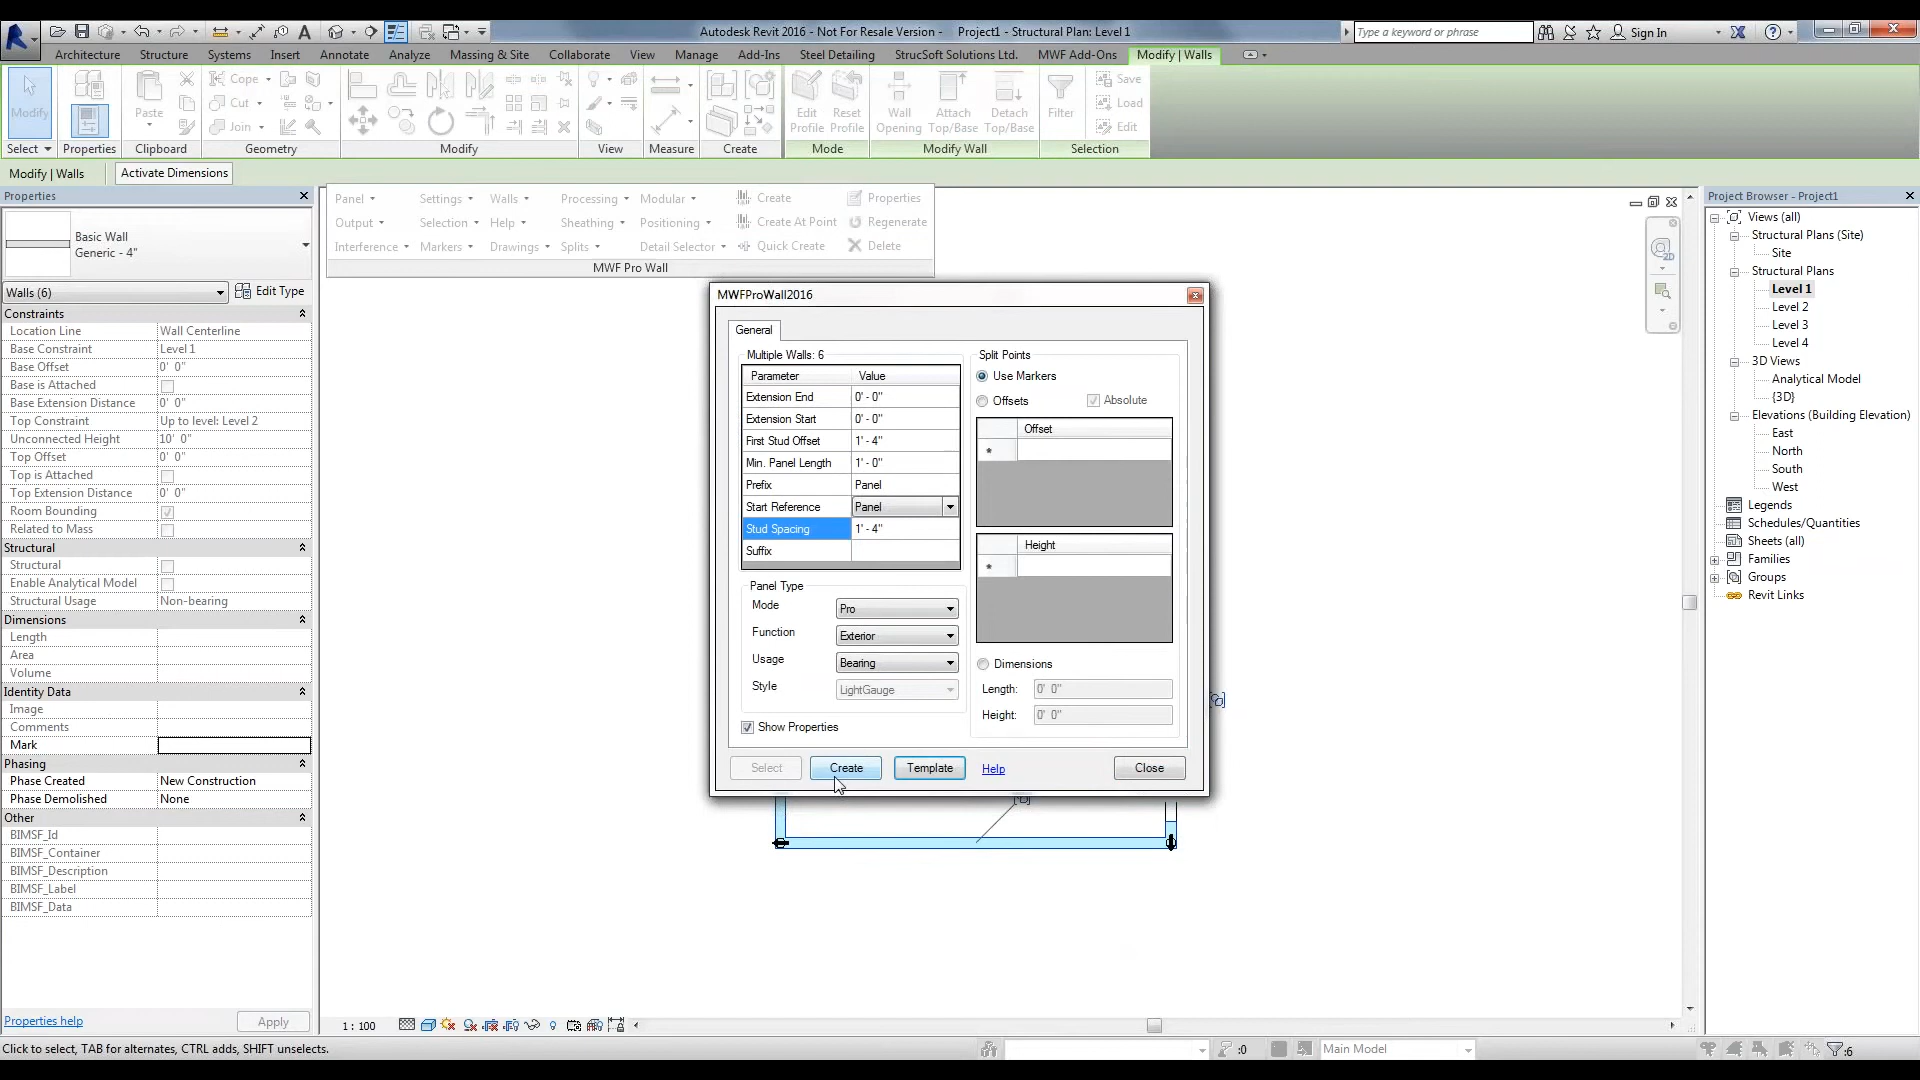 Autodesk Revit 2016 - Not For Resale Version - Project1 - Structural Plan: Level 1
Type a keyword or phrase
Sign In
Architecture Structure Systems Insert Annotate Analyze Massing & Site Collaborate View Manage Add-Ins Steel Detailing StrucSoft Solutions Ltd. MWF Add-Ons Modify | Walls
Modify
Paste
Cope
Cut
Join
Edit Profile
Reset Profile
Wall Opening
Attach Top/Base
Detach Top/Base
Filter
Save
Load
Edit
Select Properties Clipboard Geometry Modify View Measure Create Mode Modify Wall Selection
Modify | Walls
Activate Dimensions
Properties
Basic Wall
Generic - 4"
Walls (6)
Edit Type
Constraints
Location Line Wall Centerline
Base Constraint Level 1
Base Offset 0' 0"
Base is Attached
Base Extension Distance 0' 0"
Top Constraint Up to level: Level 2
Unconnected Height 10' 0"
Top Offset 0' 0"
Top is Attached
Top Extension Distance 0' 0"
Room Bounding
Related to Mass
Structural
Structural
Enable Analytical Model
Structural Usage Non-bearing
Dimensions
Length
Area
Volume
Identity Data
Image
Comments
Mark
Phasing
Phase Created New Construction
Phase Demolished None
Other
BIMSF_Id
BIMSF_Container
BIMSF_Description
BIMSF_Label
BIMSF_Data
Properties help
Apply
Panel Settings Walls Processing Modular Create Properties
Output Selection Help Sheathing Positioning Create At Point Regenerate
Interference Markers Drawings Splits Detail Selector Quick Create Delete
MWF Pro Wall
MWFProWall2016
General
Multiple Walls: 6
Parameter Value
Extension End 0' - 0"
Extension Start 0' - 0"
First Stud Offset 1' - 4"
Min. Panel Length 1' - 0"
Prefix Panel
Start Reference Panel
Stud Spacing 1' - 4"
Suffix
Panel Type
Mode Pro
Function Exterior
Usage Bearing
Style LightGauge
Show Properties
Split Points
Use Markers
Offsets
Absolute
Offset
*
Height
*
Dimensions
Length: 0' 0"
Height: 0' 0"
Select Create Template Help Close
Project Browser - Project1
Views (all)
Structural Plans (Site)
Site
Structural Plans
Level 1
Level 2
Level 3
Level 4
3D Views
Analytical Model
{3D}
Elevations (Building Elevation)
East
North
South
West
Legends
Schedules/Quantities
Sheets (all)
Families
Groups
Revit Links
1 : 100
Click to select, TAB for alternates, CTRL adds, SHIFT unselects.
:0
Main Model
:6